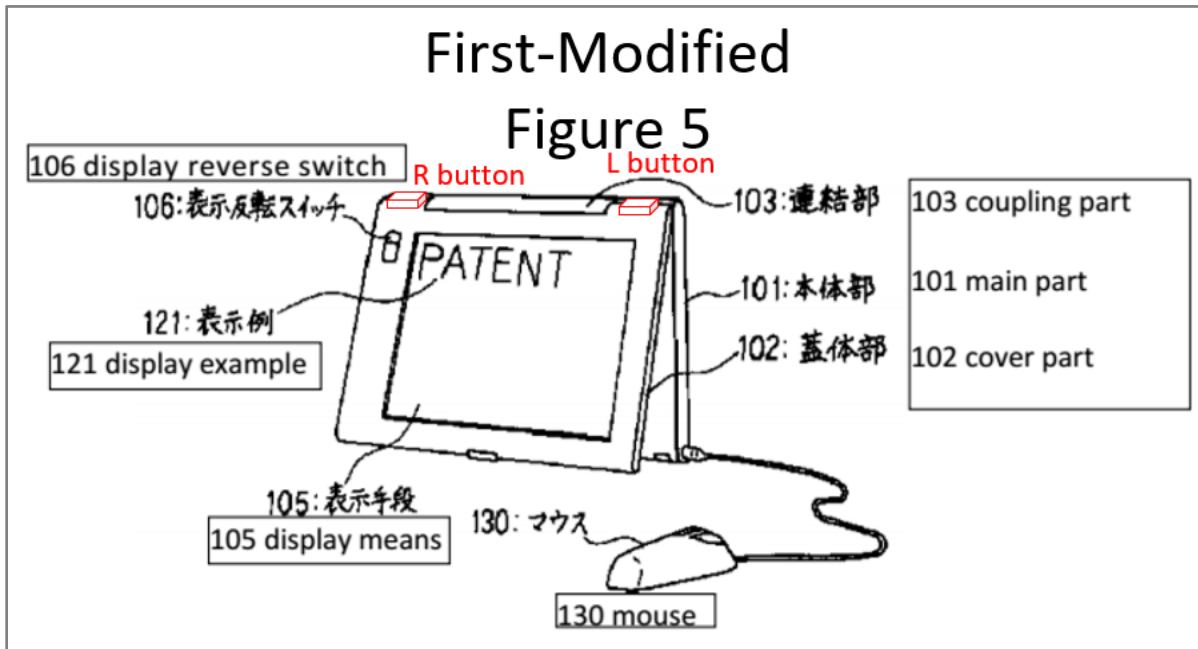 First-Modified
Figure 5
106 display reverse switch
R button
L button
106:表示反転スイッチ
103:連結部
103 coupling part
PATENT
101:本体部
101 main part
121:表示例
121 display example
102:蓋体部
102 cover part
105:表示手段
105 display means
130:マウス
130 mouse